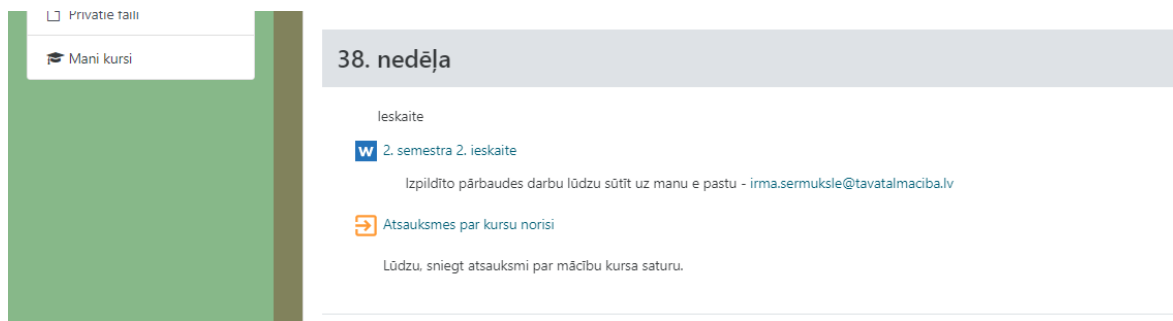 Privātie faili
Mani kursi
38. nedēļa
Ieskaite
2. semestra 2. ieskaite
Izpildīto pārbaudes darbu lūdzu sūtīt uz manu e pastu - irma.sermuksle@tavatalmaciba.lv
Atsauksmes par kursu norisi
Lūdzu, sniegt atsauksmi par mācību kursa saturu.